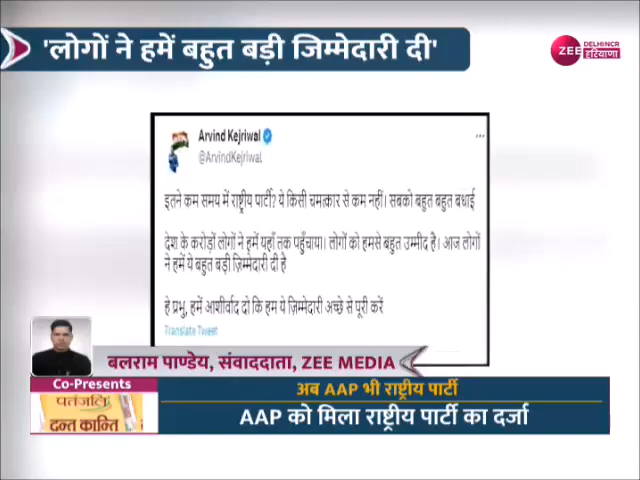 'लोगों ने हमें बहुत बड़ी जिम्मेदारी दी'
ZEE DELHI NCR
हरियाणा
Arvind Kejriwal
@ArvindKejriwal
इतने कम समय में राष्ट्रीय पार्टी? ये किसी चमत्कार से कम नहीं। सबको बहुत बहुत बधाई
देश के करोड़ों लोगों ने हमें यहाँ तक पहुँचाया। लोगों को हमसे बहुत उम्मीद है। आज लोगों
ने हमें ये बहुत बड़ी ज़िम्मेदारी दी है
हे प्रभु, हमें आशीर्वाद दो कि हम ये ज़िम्मेदारी अच्छे से पूरी करें
Translate Tweet
बलराम पाण्डेय, संवाददाता, ZEE MEDIA
Co-Presents
अब AAP भी राष्ट्रीय पार्टी
पतंजलि
दन्त कान्ति
AAP को मिला राष्ट्रीय पार्टी का दर्जा